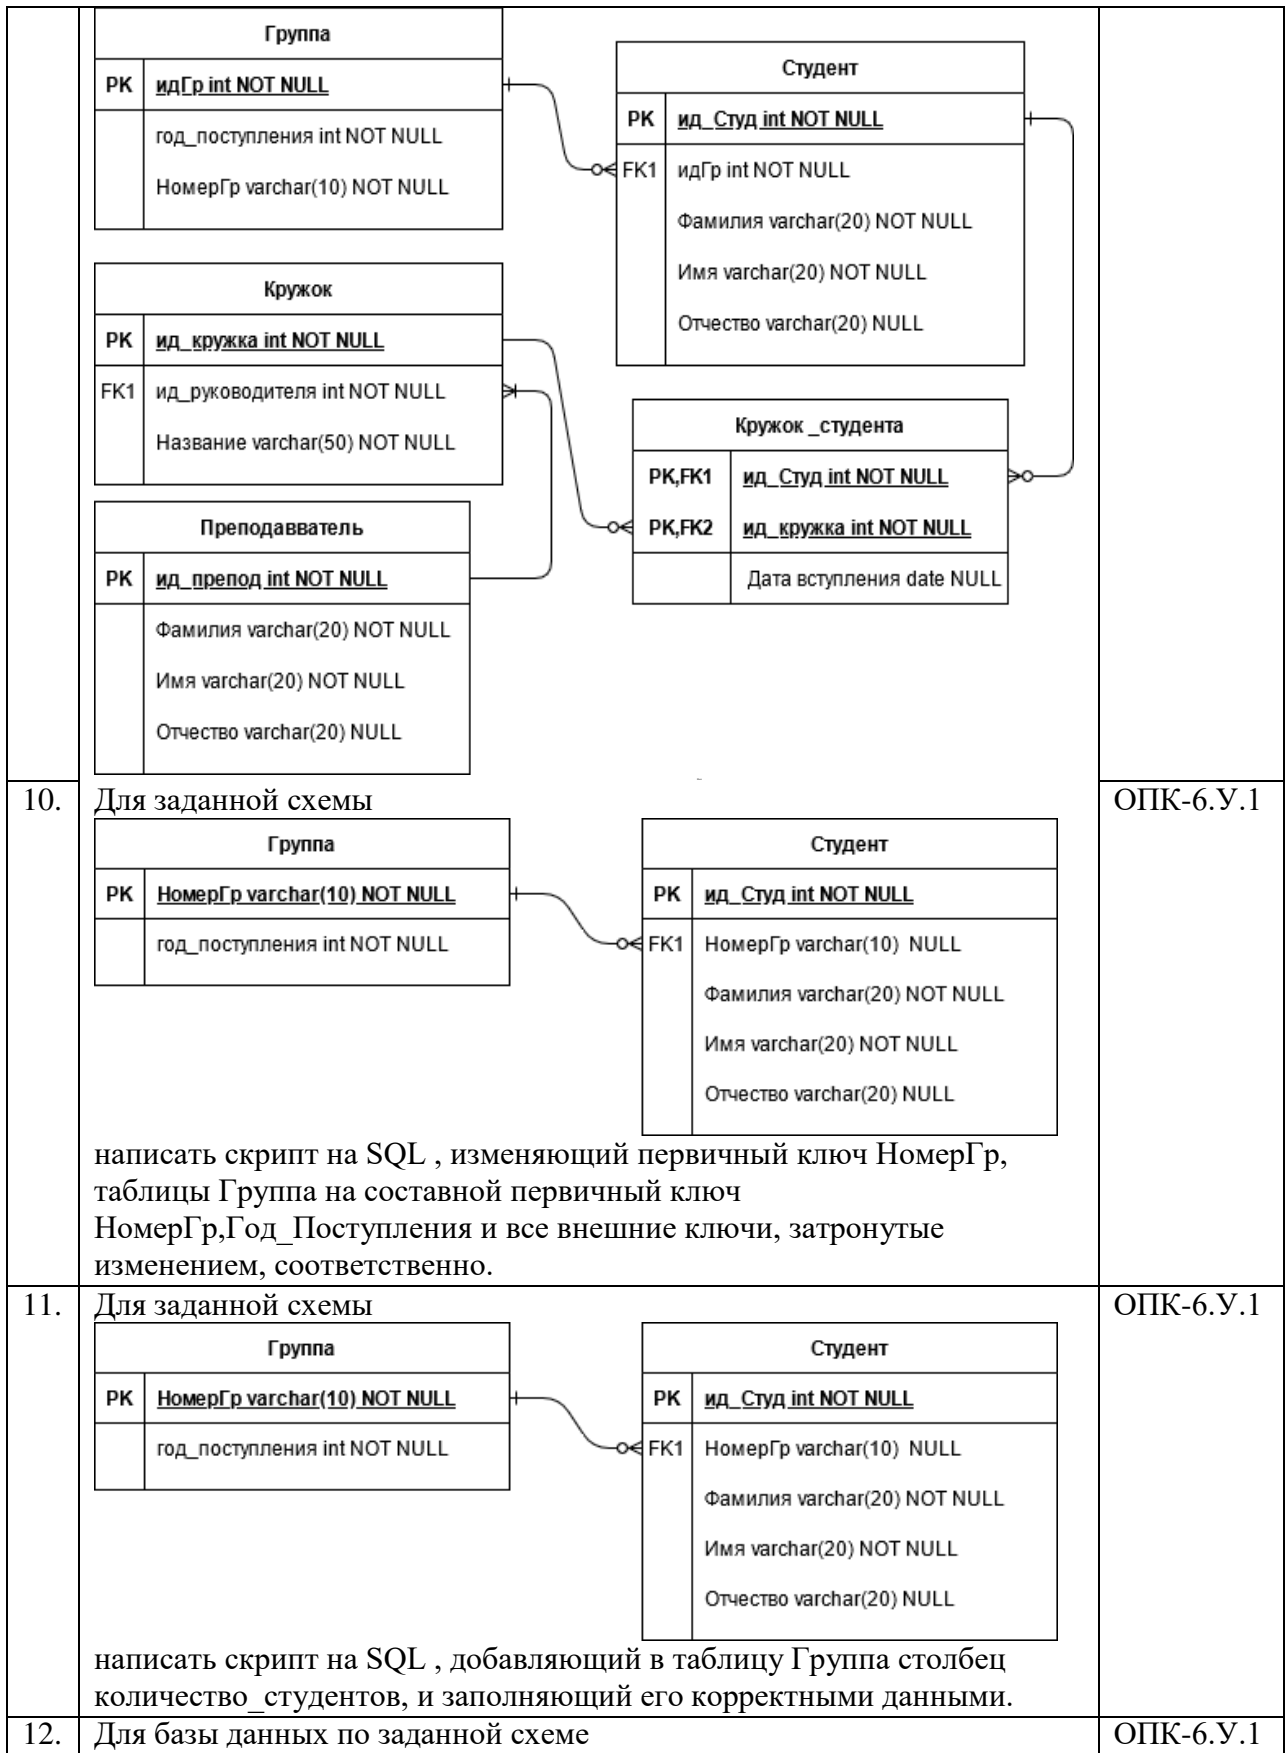 Группа
PK идГр int NOT NULL
год_поступления int NOT NULL
НомерГр varchar(10) NOT NULL
Студент
PK ид_Студ int NOT NULL
FK1 идГр int NOT NULL
Фамилия varchar(20) NOT NULL
Имя varchar(20) NOT NULL
Отчество varchar(20) NULL
Кружок
PK ид_кружка int NOT NULL
FK1 ид_руководителя int NOT NULL
Название varchar(50) NOT NULL
Кружок _студента
PK,FK1 ид_Студ int NOT NULL
PK,FK2 ид_кружка int NOT NULL
Дата вступления date NULL
Преподавватель
PK ид_препод int NOT NULL
Фамилия varchar(20) NOT NULL
Имя varchar(20) NOT NULL
Отчество varchar(20) NULL
10. Для заданной схемы ОПК-6.У.1
Группа
PK НомерГр varchar(10) NOT NULL
год_поступления int NOT NULL
Студент
PK ид_Студ int NOT NULL
FK1 НомерГр varchar(10) NULL
Фамилия varchar(20) NOT NULL
Имя varchar(20) NOT NULL
Отчество varchar(20) NULL
написать скрипт на SQL , изменяющий первичный ключ НомерГр,
таблицы Группа на составной первичный ключ
НомерГр,Год_Поступления и все внешние ключи, затронутые
изменением, соответственно.
11. Для заданной схемы ОПК-6.У.1
Группа
PK НомерГр varchar(10) NOT NULL
год_поступления int NOT NULL
Студент
PK ид_Студ int NOT NULL
FK1 НомерГр varchar(10) NULL
Фамилия varchar(20) NOT NULL
Имя varchar(20) NOT NULL
Отчество varchar(20) NULL
написать скрипт на SQL , добавляющий в таблицу Группа столбец
количество_студентов, и заполняющий его корректными данными.
12. Для базы данных по заданной схеме ОПК-6.У.1